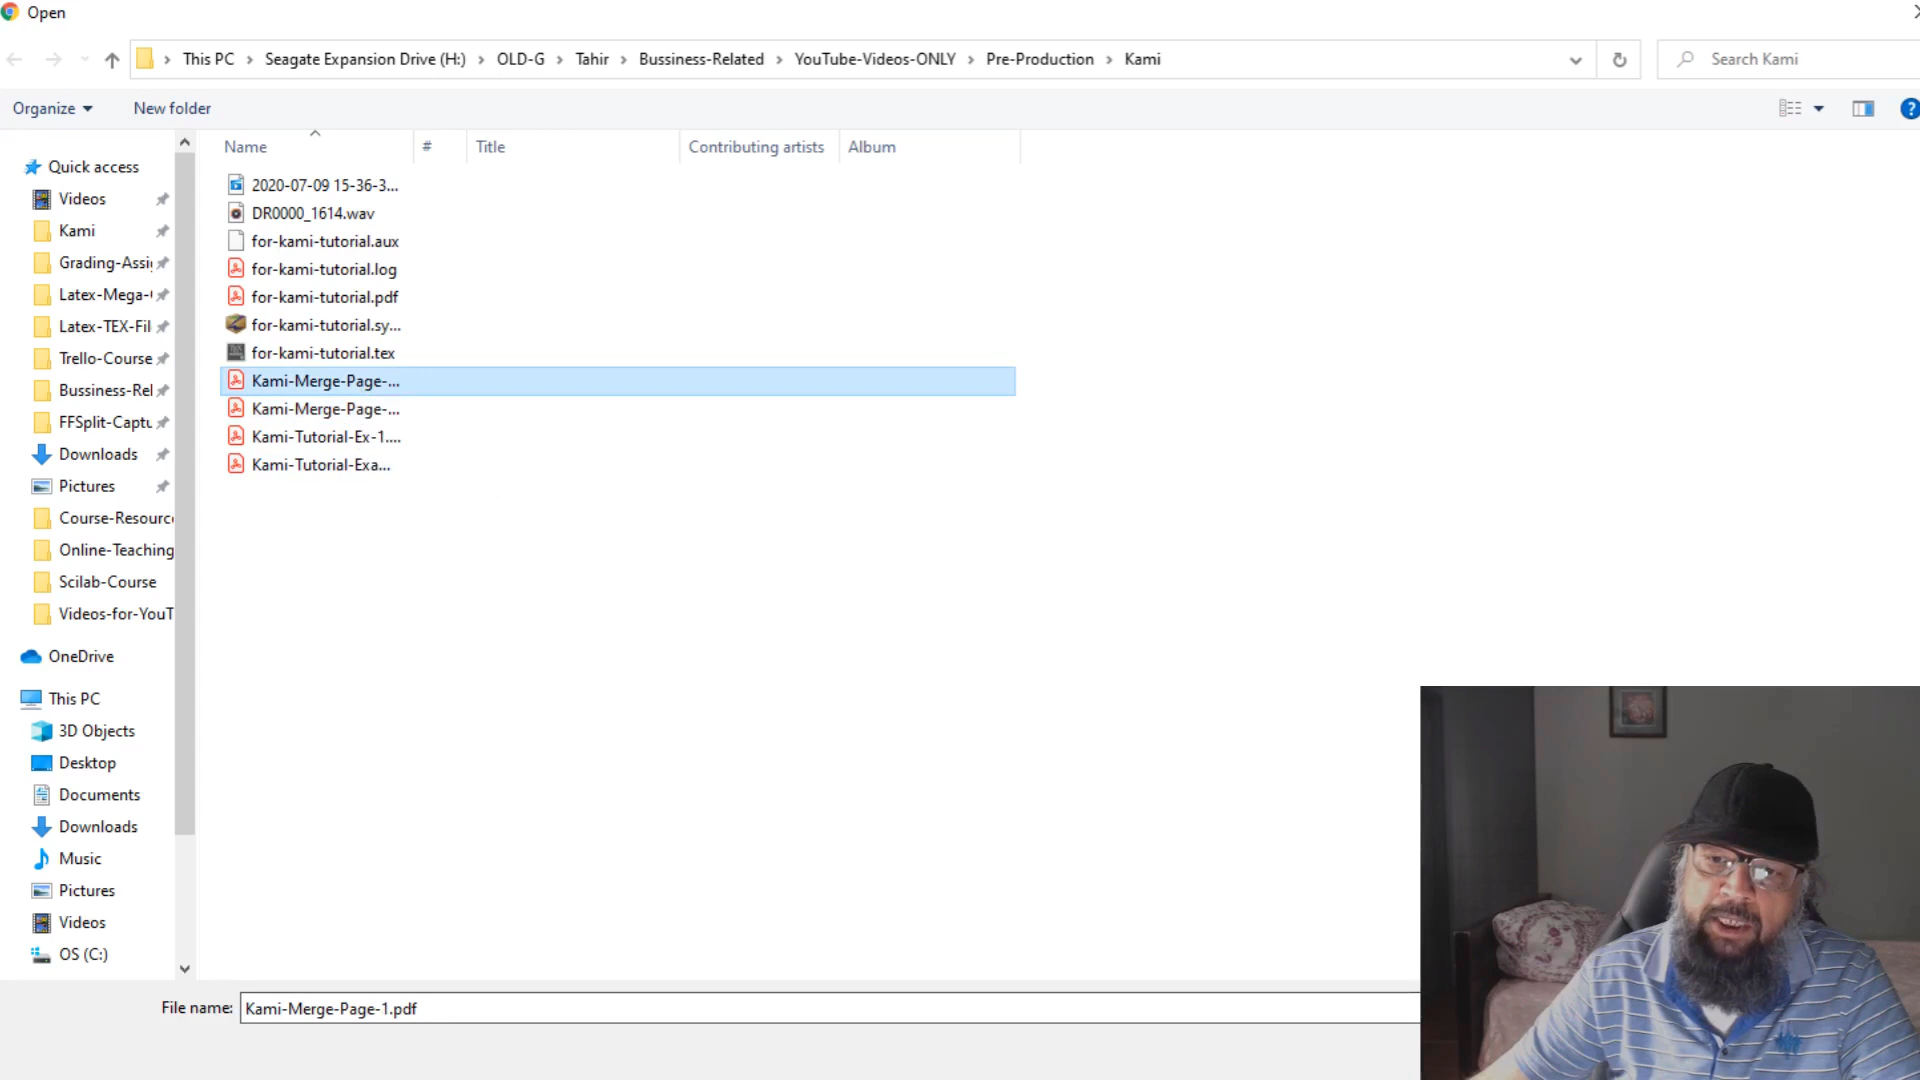 Open
This PC > Seagate Expansion Drive (H:) > OLD-G > Tahir > Bussiness-Related > YouTube-Videos-ONLY > Pre-Production > Kami
Search Kami
Organize
New folder
Name # Title Contributing artists Album
Quick access
Videos
Kami
Grading-Assi
Latex-Mega-
Latex-TEX-Fil
Trello-Course
Bussiness-Rel
FFSplit-Captu
Downloads
Pictures
Course-Resourc
Online-Teaching
Scilab-Course
Videos-for-YouT
OneDrive
This PC
3D Objects
Desktop
Documents
Downloads
Music
Pictures
Videos
OS (C:)
2020-07-09 15-36-3...
DR0000_1614.wav
for-kami-tutorial.aux
for-kami-tutorial.log
for-kami-tutorial.pdf
for-kami-tutorial.sy...
for-kami-tutorial.tex
Kami-Merge-Page-...
Kami-Merge-Page-...
Kami-Tutorial-Ex-1....
Kami-Tutorial-Exa...
File name: Kami-Merge-Page-1.pdf